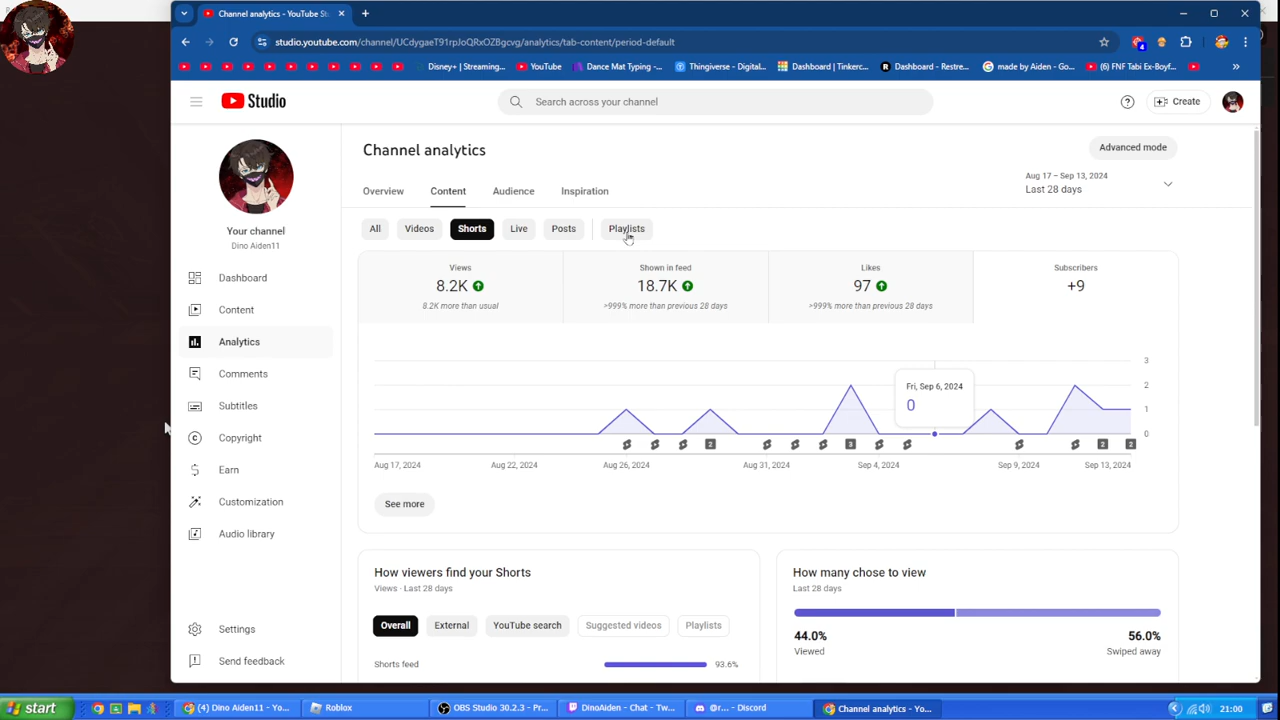 Channel analytics - YouTube St
studio.youtube.com/channel/UCdygaeT91rpJoQRxOZBgcvg/analytics/tab-content/period-default
Disney+ | Streaming... YouTube Dance Mat Typing -... Thingiverse - Digital... Dashboard | Tinkerc... Dashboard - Restre... made by Aiden - Go... (6) FNF Tabi Ex-Boyf... »
Studio
Search across your channel
Create
Channel analytics
Advanced mode
Overview
Content
Audience
Inspiration
Aug 17 – Sep 13, 2024
Last 28 days
Your channel
Dino Aiden11
Dashboard
Content
Analytics
Comments
Subtitles
Copyright
Earn
Customization
Audio library
Settings
Send feedback
All
Videos
Shorts
Live
Posts
Playlists
Views
8.2K
8.2K more than usual
Shown in feed
18.7K
>999% more than previous 28 days
Likes
97
>999% more than previous 28 days
Subscribers
+9
Fri, Sep 6, 2024
0
3
2
1
0
2
3
2
2
Aug 17, 2024
Aug 22, 2024
Aug 26, 2024
Aug 31, 2024
Sep 4, 2024
Sep 9, 2024
Sep 13, 2024
See more
How viewers find your Shorts
Views · Last 28 days
Overall
External
YouTube search
Suggested videos
Playlists
Shorts feed
93.6%
How many chose to view
Last 28 days
44.0%
Viewed
56.0%
Swiped away
start
(4) Dino Aiden11 - Yo...
Roblox
OBS Studio 30.2.3 - Pr...
DinoAiden - Chat - Tw...
@r... - Discord
Channel analytics - Yo...
21:00